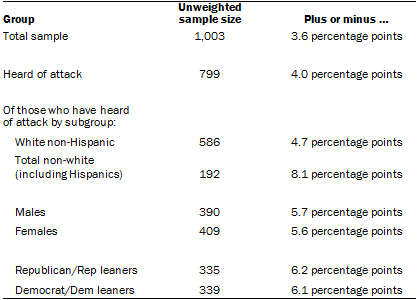 Group Unweighted sample size Plus or minus ...
Total sample 1,003 3.6 percentage points
Heard of attack 799 4.0 percentage points
Of those who have heard
of attack by subgroup:
White non-Hispanic 586 4.7 percentage points
Total non-white
(including Hispanics) 192 8.1 percentage points
Males 390 5.7 percentage points
Females 409 5.6 percentage points
Republican/Rep leaners 335 6.2 percentage points
Democrat/Dem leaners 339 6.1 percentage points